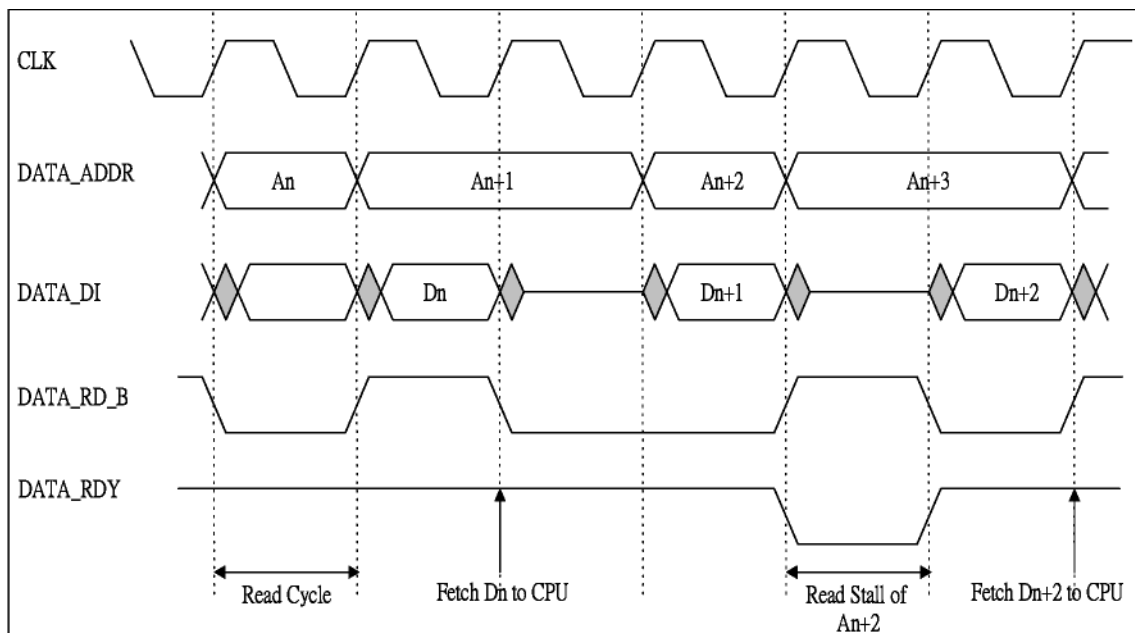 CLK
DATA_ADDR
An
An+1
An+2
An+3
DATA_DI
Dn
Dn+1
Dn+2
DATA_RD_B
DATA_RDY
Read Cycle
Fetch Dn to CPU
Read Stall of
An+2
Fetch Dn+2 to CPU